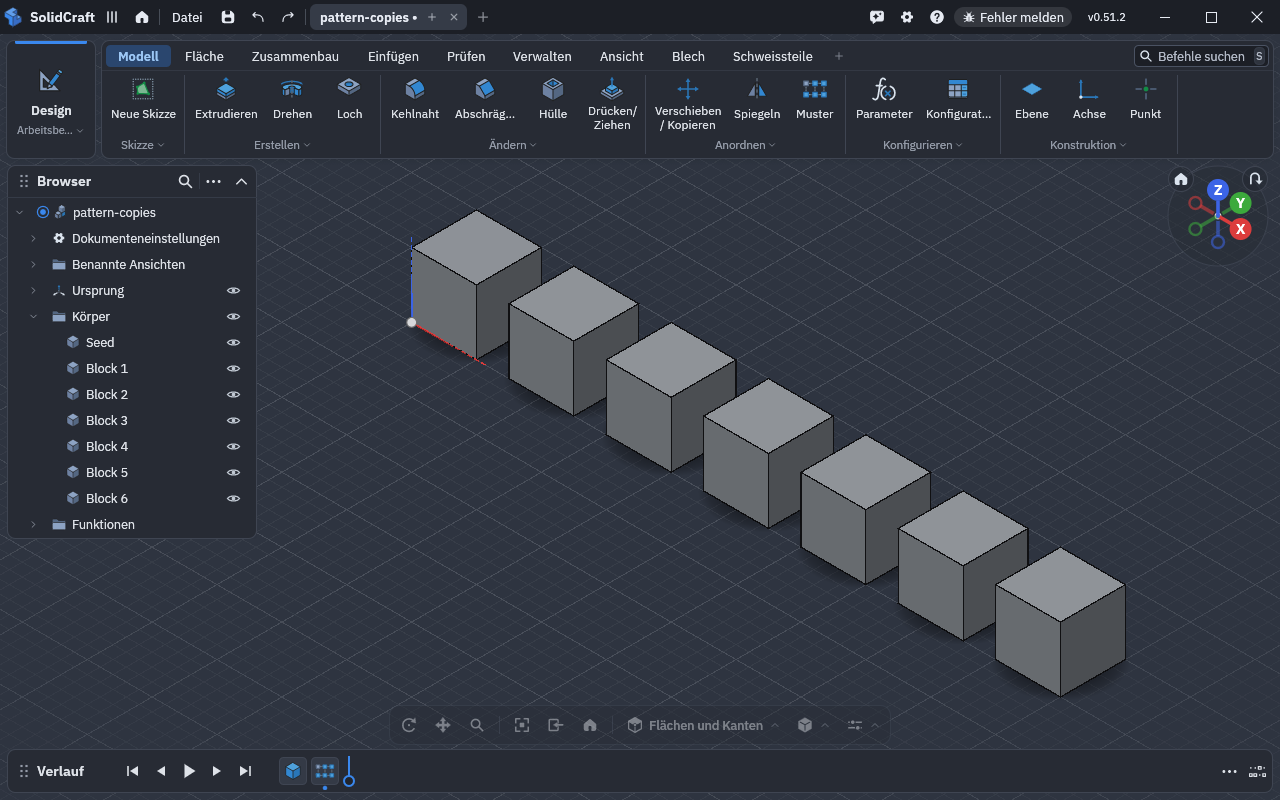 SolidCraft
Datei
pattern-copies •
Fehler melden
v0.51.2
Design
Arbeitsbe...
Modell
Fläche
Zusammenbau
Einfügen
Prüfen
Verwalten
Ansicht
Blech
Schweissteile
Befehle suchen
S
Neue Skizze
Extrudieren
Drehen
Loch
Kehlnaht
Abschräg...
Hülle
Drücken/
Ziehen
Verschieben
/ Kopieren
Spiegeln
Muster
Parameter
Konfigurat...
Ebene
Achse
Punkt
Skizze
Erstellen
Ändern
Anordnen
Konfigurieren
Konstruktion
Browser
pattern-copies
Dokumenteneinstellungen
Benannte Ansichten
Ursprung
Körper
Seed
Block 1
Block 2
Block 3
Block 4
Block 5
Block 6
Funktionen
Z
Y
X
Flächen und Kanten
Verlauf